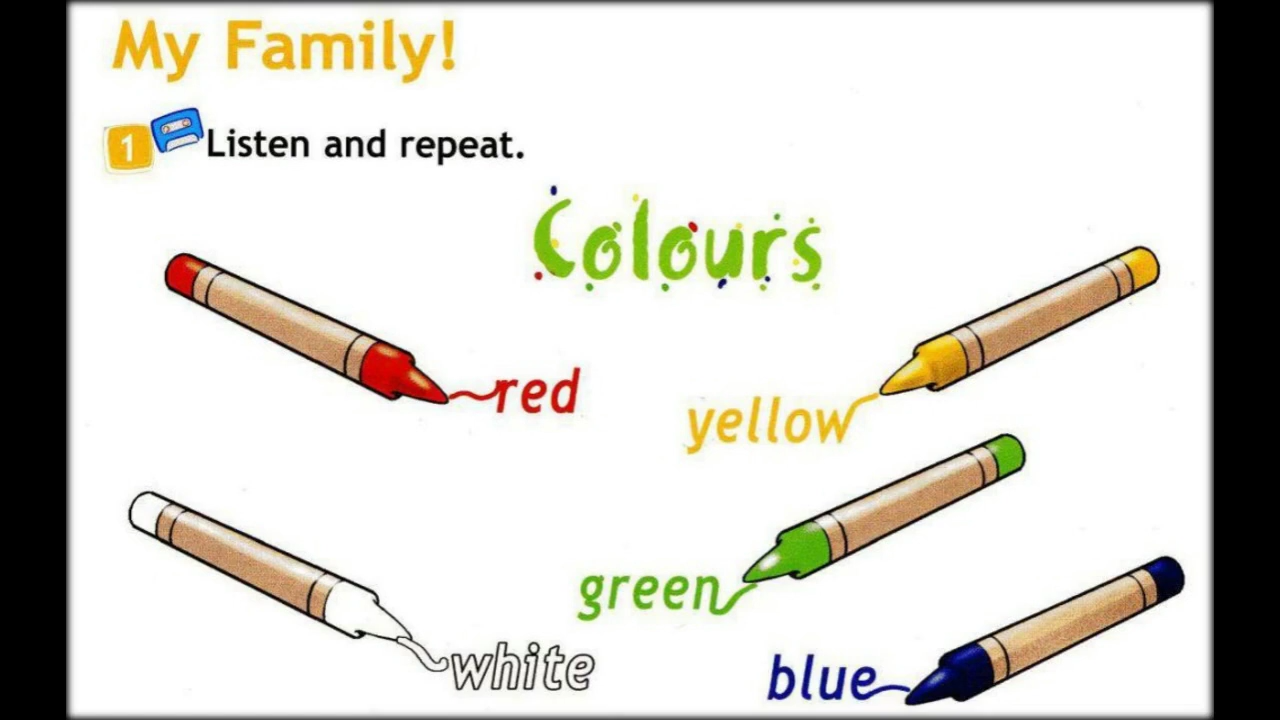 My Family!
1 Listen and repeat.
Colours
red
yellow
green
white
blue